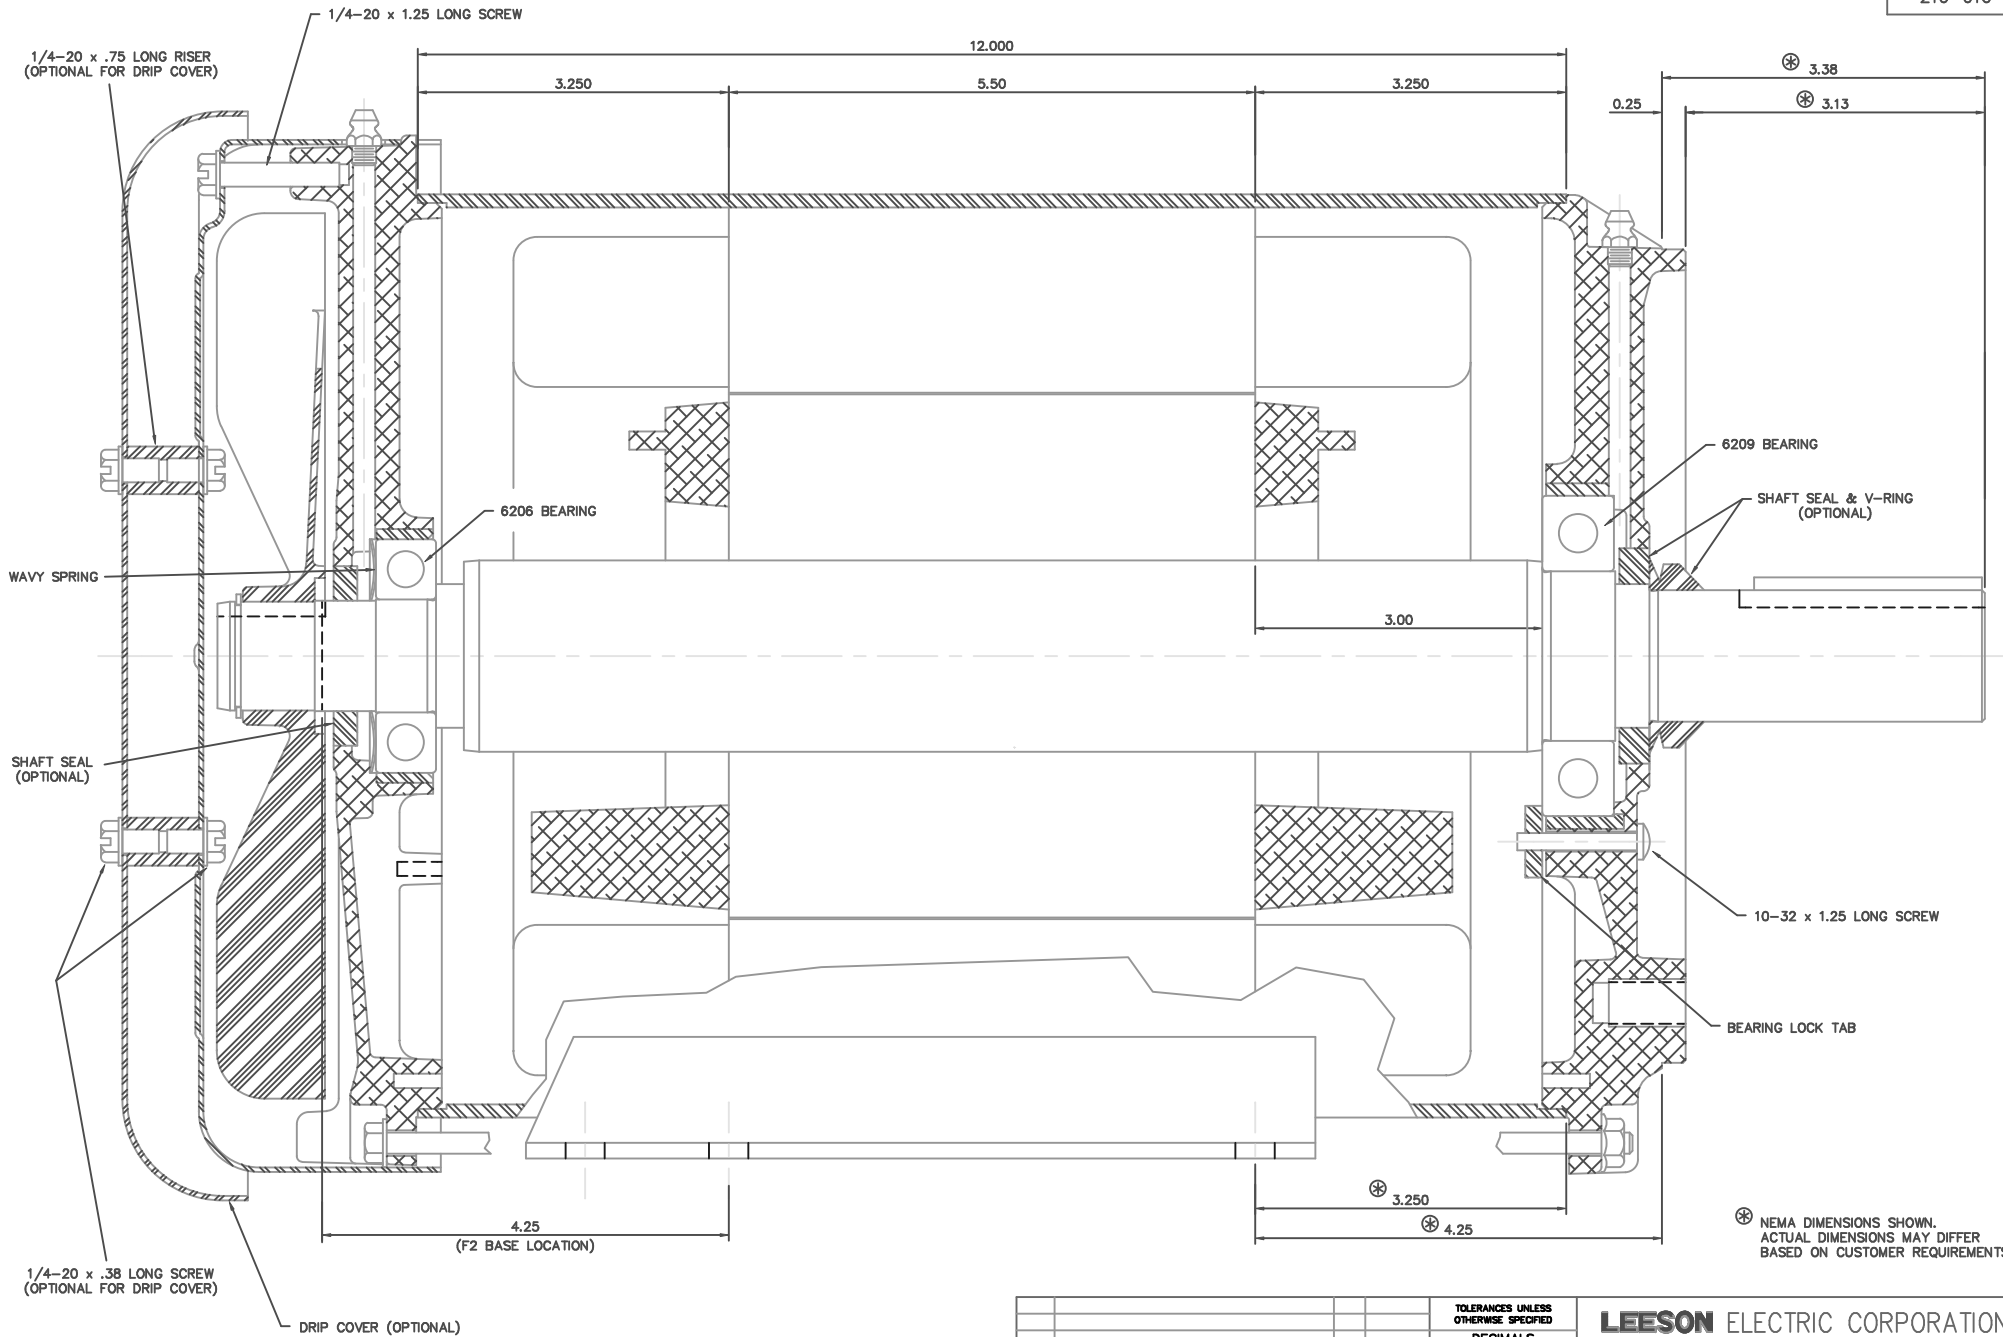 1/4-20 x 1.25 LONG SCREW
1/4-20 x .75 LONG RISER
(OPTIONAL FOR DRIP COVER)
12.000
3.250
5.50
3.250
⊛ 3.38
0.25
⊛ 3.13
6209 BEARING
6206 BEARING
SHAFT SEAL & V-RING
(OPTIONAL)
WAVY SPRING
3.00
SHAFT SEAL
(OPTIONAL)
10-32 x 1.25 LONG SCREW
BEARING LOCK TAB
⊛ 3.250
4.25
(F2 BASE LOCATION)
⊛ 4.25
⊛ NEMA DIMENSIONS SHOWN.
ACTUAL DIMENSIONS MAY DIFFER
BASED ON CUSTOMER REQUIREMENTS
1/4-20 x .38 LONG SCREW
(OPTIONAL FOR DRIP COVER)
DRIP COVER (OPTIONAL)
TOLERANCES UNLESS
OTHERWISE SPECIFIED
DECIMALS
LEESON ELECTRIC CORPORATION